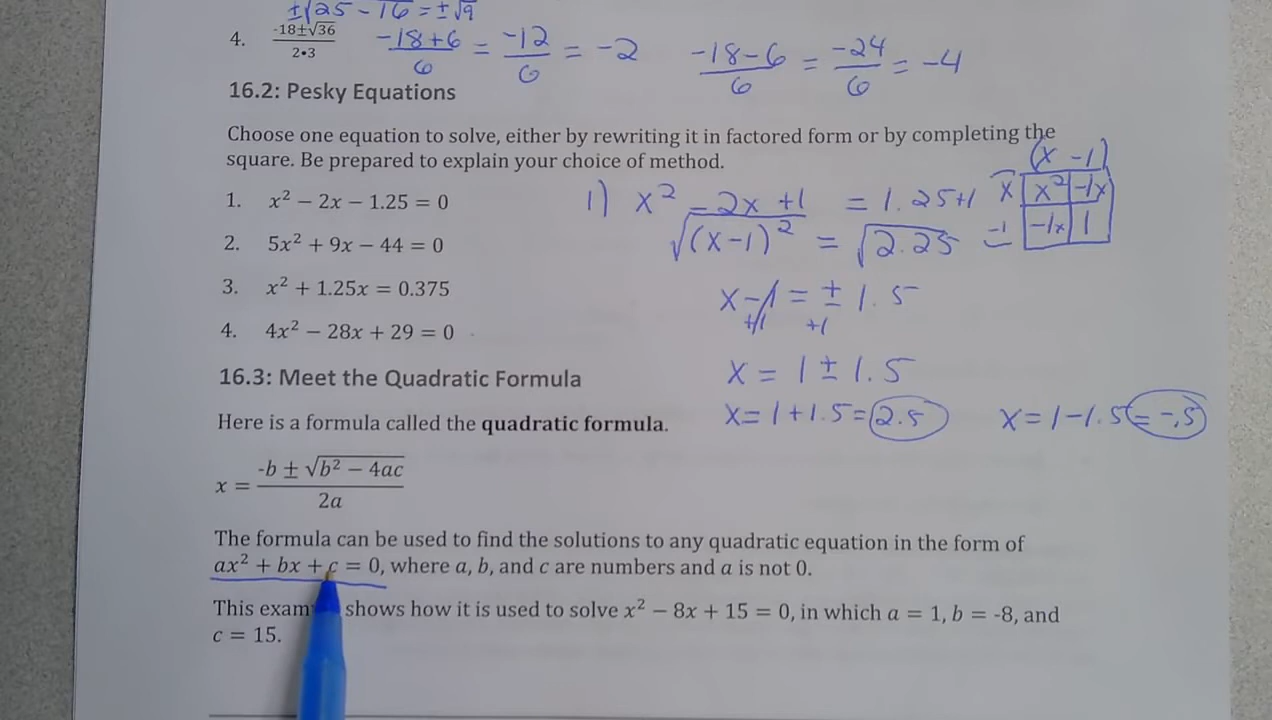 ±√25 - 16 = ±√9
4. -18±√36 / 2•3 -18+6 / 6 = -12 / 6 = -2 -18-6 / 6 = -24 / 6 = -4
16.2: Pesky Equations
Choose one equation to solve, either by rewriting it in factored form or by completing the
square. Be prepared to explain your choice of method.
1. x² − 2x − 1.25 = 0
2. 5x² + 9x − 44 = 0
3. x² + 1.25x = 0.375
4. 4x² − 28x + 29 = 0
1) x² - 2x +1 = 1.25+1
√(x-1)² = √2.25
x-1 = ± 1.5
+1 +1
x = 1 ± 1.5
x = 1 + 1.5 = 2.5 x = 1 - 1.5 = -.5
(x -1)
x x² -1x
-1 -1x 1
16.3: Meet the Quadratic Formula
Here is a formula called the quadratic formula.
x = -b ± √b² − 4ac / 2a
The formula can be used to find the solutions to any quadratic equation in the form of
ax² + bx + c = 0, where a, b, and c are numbers and a is not 0.
This exam shows how it is used to solve x² − 8x + 15 = 0, in which a = 1, b = -8, and
c = 15.